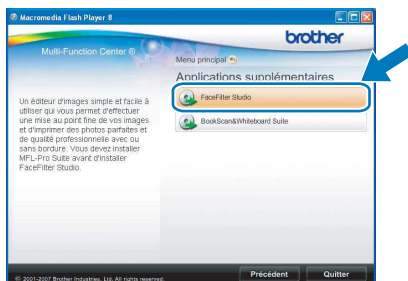 Macromedia Flash Player 8
brother
Multi-Function Center ®
Menu principal
Applications supplémentaires
FaceFilter Studio
BookScan&Whiteboard Suite
Un éditeur d'images simple et facile à
utiliser qui vous permet d'effectuer
une mise au point fine de vos images
et d'imprimer des photos parfaites et
de qualité professionnelle avec ou
sans bordure. Vous devez installer
MFL-Pro Suite avant d'installer
FaceFilter Studio.
© 2001-2007 Brother Industries, Ltd. All rights reserved.
Précédent
Quitter